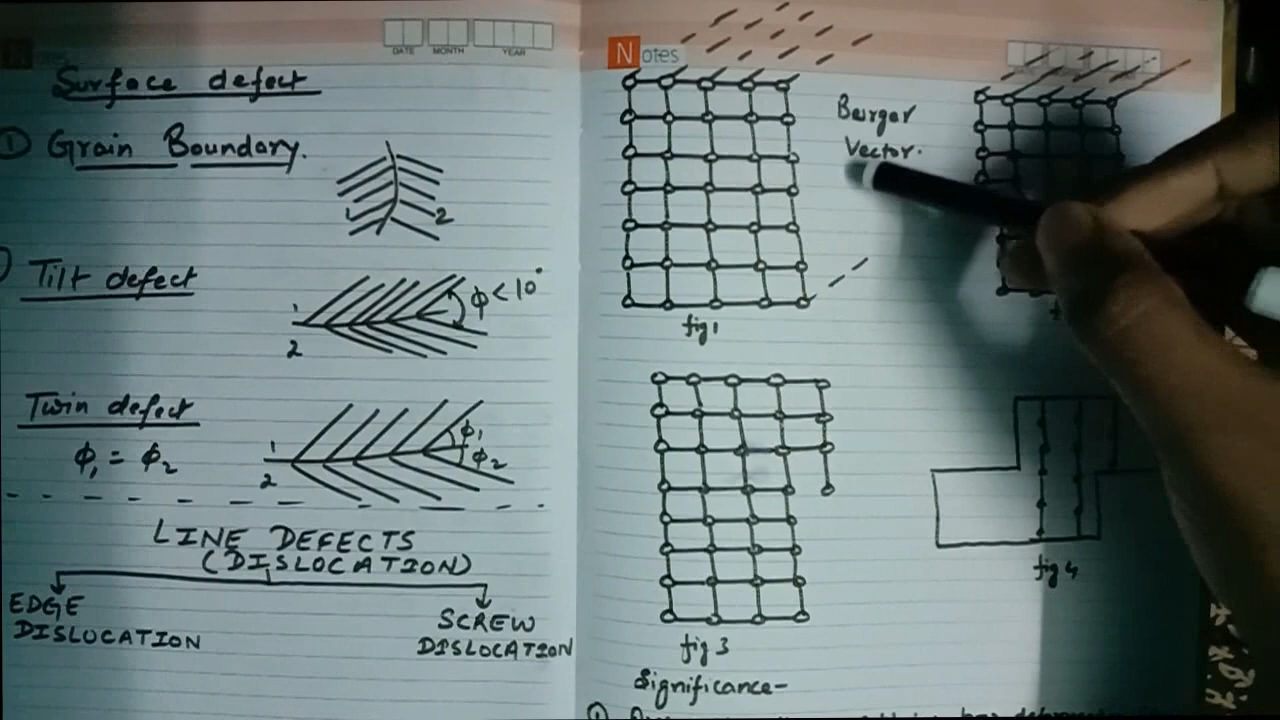 Surface defect
① Grain Boundary.
1 2
Tilt defect
1
2
ϕ < 10°
Twin defect
ϕ₁ = ϕ₂
1
2
ϕ₁
ϕ₂
LINE DEFECTS
(DISLOCATION)
EDGE
DISLOCATION
SCREW
DISLOCATION
DATE MONTH YEAR
Notes
Burgar
Vector.
fig 1
fig 3
fig 4
Significance-
①